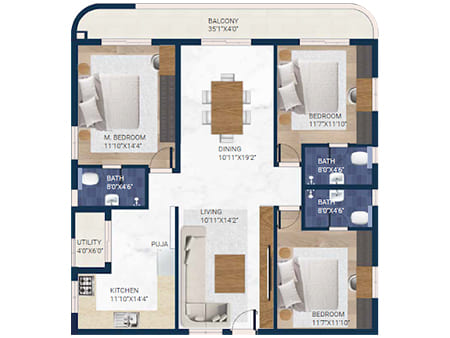 BALCONY
35'1"X4'0"
M. BEDROOM
11'10"X14'4"
BEDROOM
11'7"X11'10"
DINING
10'11"X19'2"
BATH
8'0"X4'6"
BATH
8'0"X4'6"
BATH
8'0"X4'6"
LIVING
10'11"X14'2"
UTILITY
4'0"X6'0"
PUJA
KITCHEN
11'10"X14'4"
BEDROOM
11'7"X11'10"